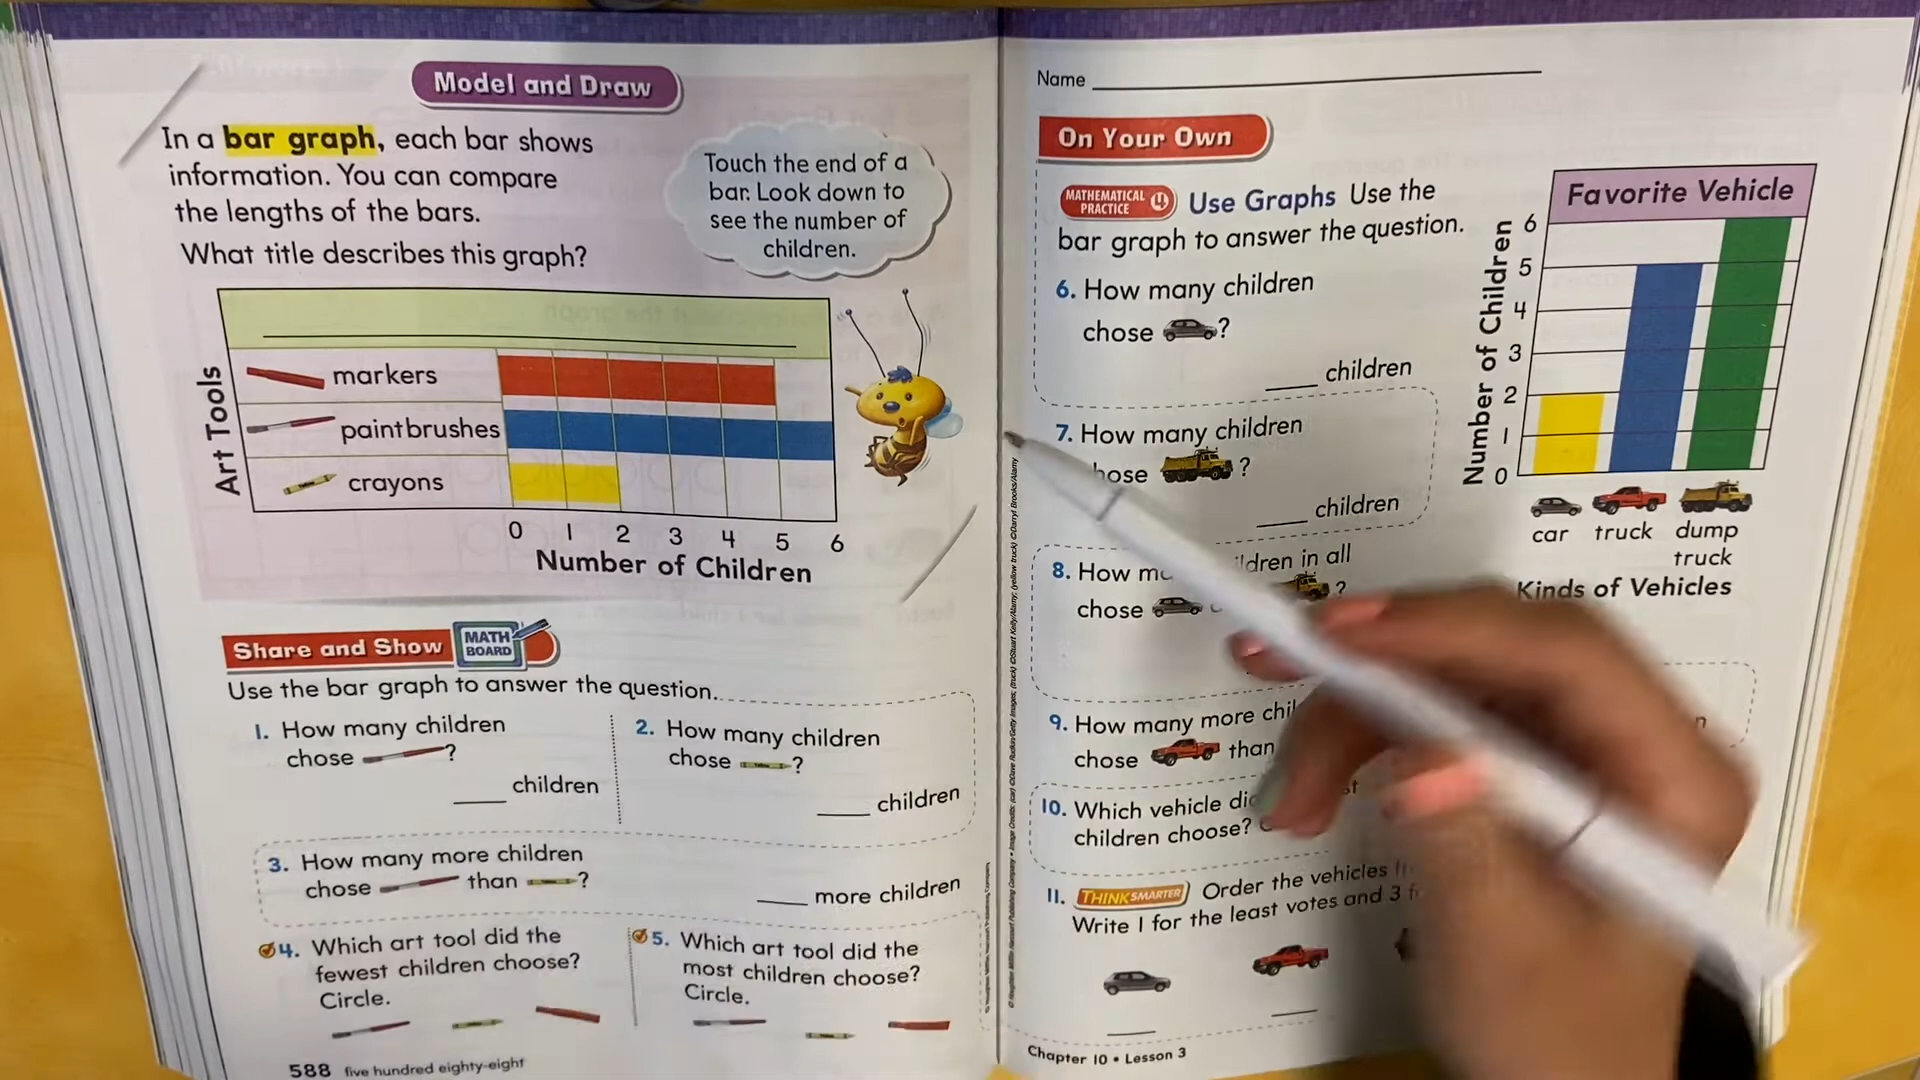 Model and Draw
In a bar graph, each bar shows
information. You can compare
the lengths of the bars.
What title describes this graph?
Touch the end of a
bar. Look down to
see the number of
children.
Art Tools
markers
paintbrushes
crayons
0 1 2 3 4 5 6
Number of Children
Share and Show
MATH
BOARD
Use the bar graph to answer the question.
1. How many children
chose ?
children
2. How many children
chose ?
children
3. How many more children
chose than ?
more children
4. Which art tool did the
fewest children choose?
Circle.
5. Which art tool did the
most children choose?
Circle.
588 five hundred eighty-eight
Name
On Your Own
MATHEMATICAL
PRACTICE 4
Use Graphs Use the
bar graph to answer the question.
6. How many children
chose ?
children
7. How many children
?
children
8. How
in all
chose ?
9. How many more
chose than
10. Which vehicle
children choose?
11. THINKSMARTER Order the vehicles
Write 1 for the least votes and 3
Favorite Vehicle
Number of Children
6
5
4
3
2
1
0
car truck dump
truck
Kinds of Vehicles
Chapter 10 • Lesson 3